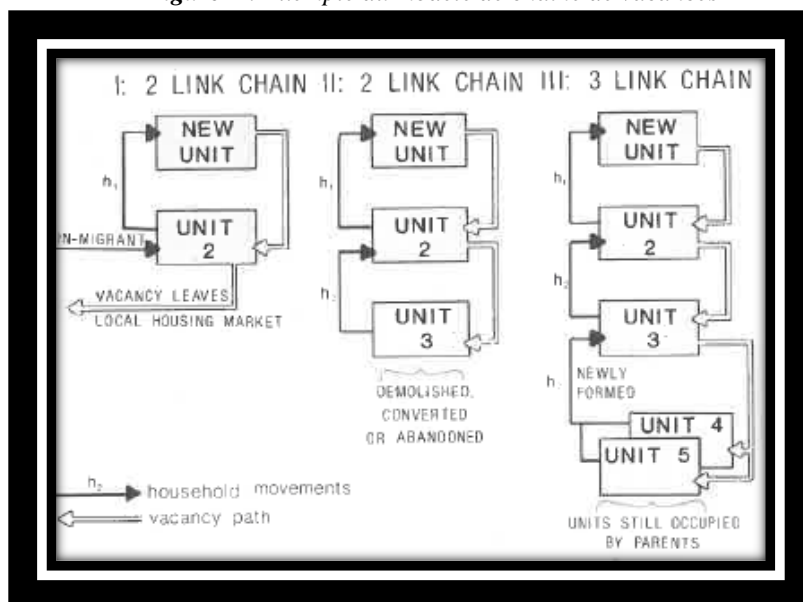 I: 2 LINK CHAIN
NEW
UNIT
h₁
UNIT
2
IN-MIGRANT
VACANCY LEAVES
LOCAL HOUSING MARKET
II: 2 LINK CHAIN
NEW
UNIT
h₁
UNIT
2
UNIT
3
DEMOLISHED,
CONVERTED
OR ABANDONED
III: 3 LINK CHAIN
NEW
UNIT
h₁
UNIT
2
h₂
UNIT
3
NEWLY
FORMED
UNIT 4
UNIT 5
UNITS STILL OCCUPIED
BY PARENTS
h₂
household movements
vacancy path